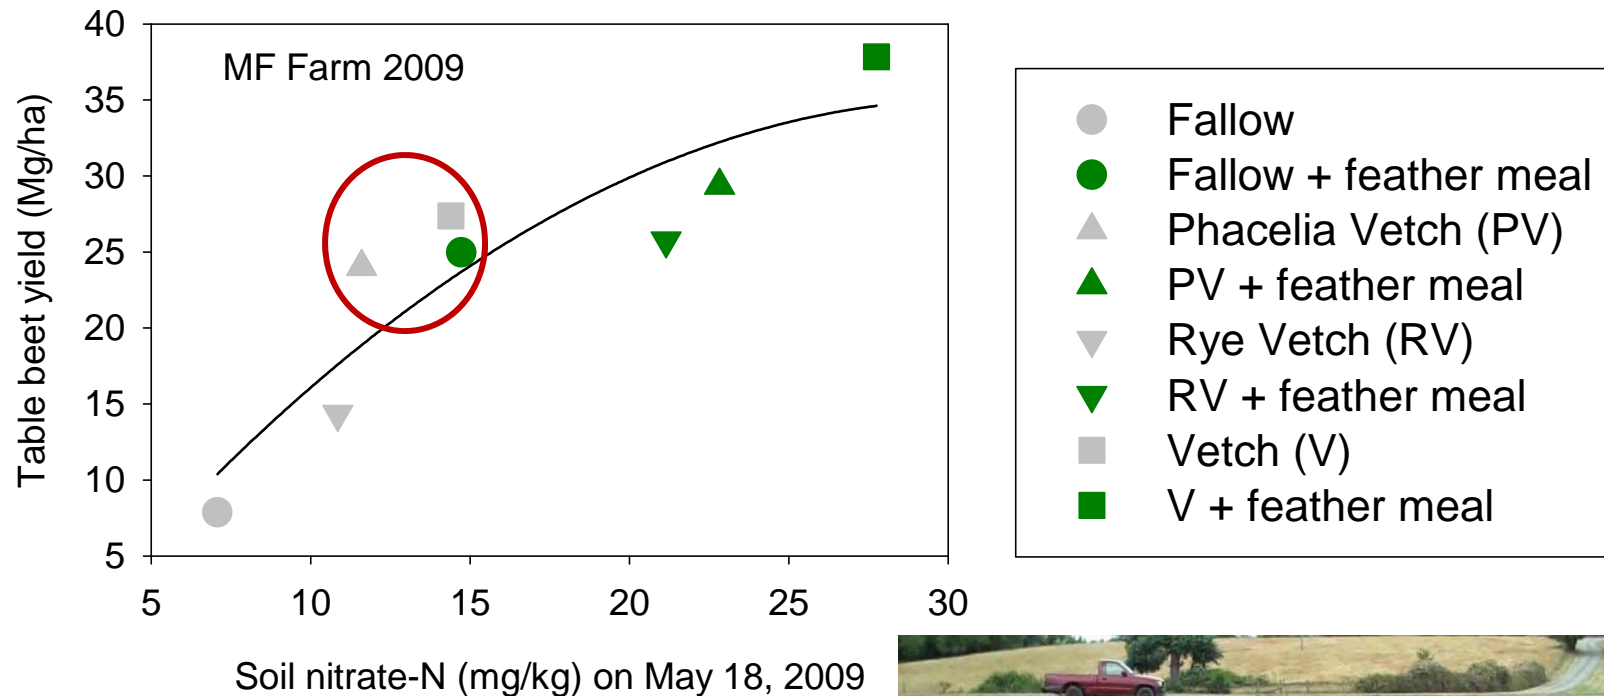 MF Farm 2009
Table beet yield (Mg/ha)
40
35
30
25
20
15
10
5
5 10 15 20 25 30
Soil nitrate-N (mg/kg) on May 18, 2009
Fallow
Fallow + feather meal
Phacelia Vetch (PV)
PV + feather meal
Rye Vetch (RV)
RV + feather meal
Vetch (V)
V + feather meal